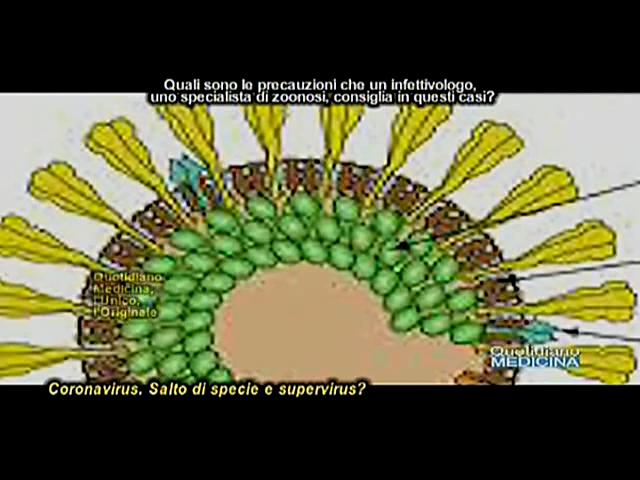 Quali sono le precauzioni che un infettivologo,
uno specialista di zoonosi, consiglia in questi casi?
Quotidiano
Medicina,
l'Unico,
l'Originale
Quotidiano
MEDICINA
Coronavirus. Salto di specie e supervirus?